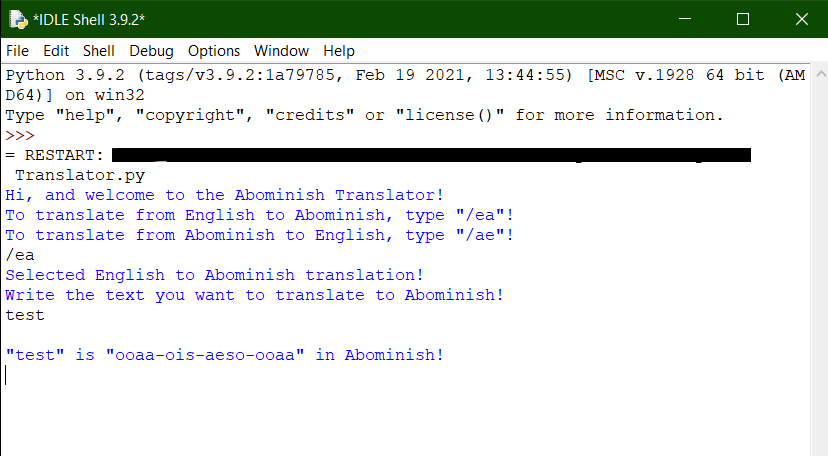 *IDLE Shell 3.9.2*
File Edit Shell Debug Options Window Help
Python 3.9.2 (tags/v3.9.2:1a79785, Feb 19 2021, 13:44:55) [MSC v.1928 64 bit (AM
D64)] on win32
Type "help", "copyright", "credits" or "license()" for more information.
>>>
= RESTART:
Translator.py
Hi, and welcome to the Abominish Translator!
To translate from English to Abominish, type "/ea"!
To translate from Abominish to English, type "/ae"!
/ea
Selected English to Abominish translation!
Write the text you want to translate to Abominish!
test
"test" is "ooaa-ois-aeso-ooaa" in Abominish!